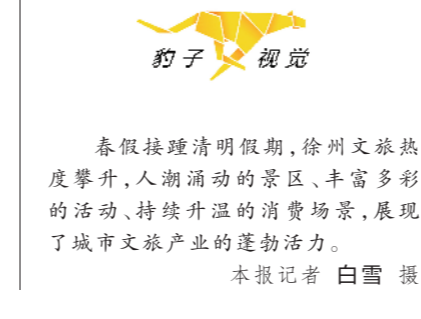 豹子 视觉
春假接踵清明假期，徐州文旅热
度攀升，人潮涌动的景区、丰富多彩
的活动、持续升温的消费场景，展现
了城市文旅产业的蓬勃活力。
本报记者 白雪 摄